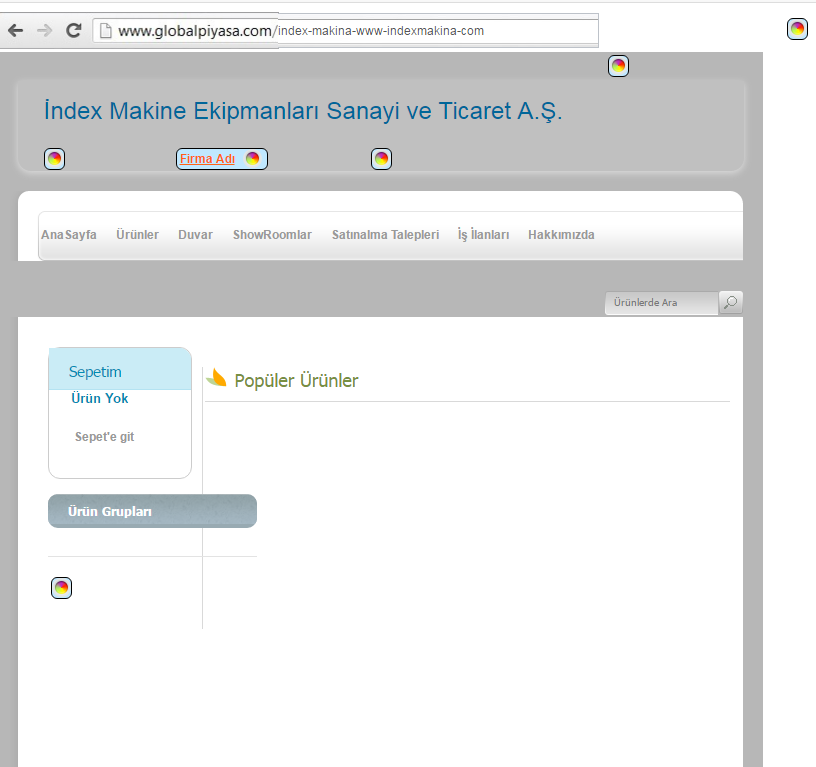 www.globalpiyasa.com/index-makina-www-indexmakina-com
İndex Makine Ekipmanları Sanayi ve Ticaret A.Ş.
Firma Adı
AnaSayfa Ürünler Duvar ShowRoomlar Satınalma Talepleri İş İlanları Hakkımızda
Ürünlerde Ara
Sepetim
Popüler Ürünler
Ürün Yok
Sepet'e git
Ürün Grupları